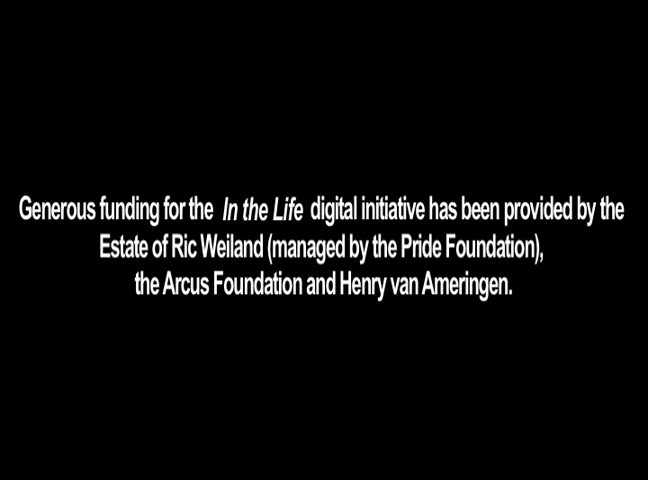 Generous funding for the In the Life digital initiative has been provided by the
Estate of Ric Weiland (managed by the Pride Foundation),
the Arcus Foundation and Henry van Ameringen.